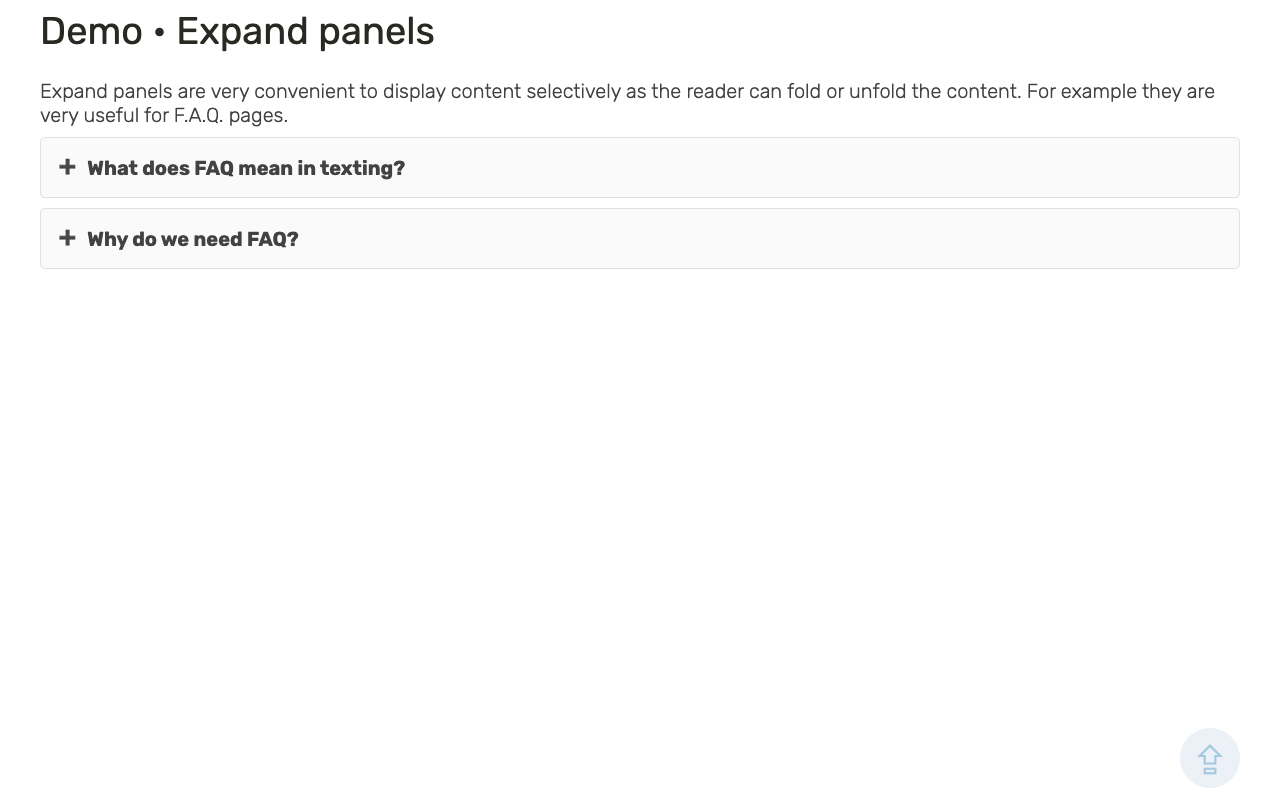 Demo • Expand panels
Expand panels are very convenient to display content selectively as the reader can fold or unfold the content. For example they are
very useful for F.A.Q. pages.
+ What does FAQ mean in texting?
+ Why do we need FAQ?